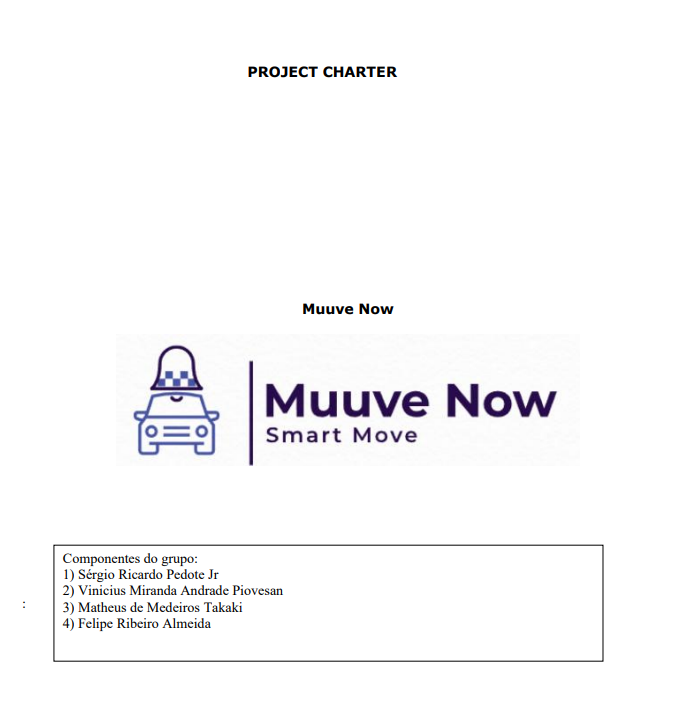 PROJECT CHARTER
Muuve Now
Muuve Now
Smart Move
Componentes do grupo:
1) Sérgio Ricardo Pedote Jr
2) Vinicius Miranda Andrade Piovesan
:
3) Matheus de Medeiros Takaki
4) Felipe Ribeiro Almeida